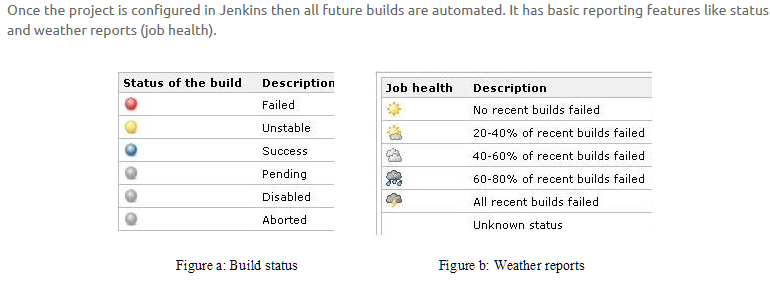 Once the project is configured in Jenkins then all future builds are automated. It has basic reporting features like status
and weather reports (job health).
Status of the build Description
Failed
Unstable
Success
Pending
Disabled
Aborted
Figure a: Build status
Job health Description
No recent builds failed
20-40% of recent builds failed
40-60% of recent builds failed
60-80% of recent builds failed
All recent builds failed
Unknown status
Figure b: Weather reports